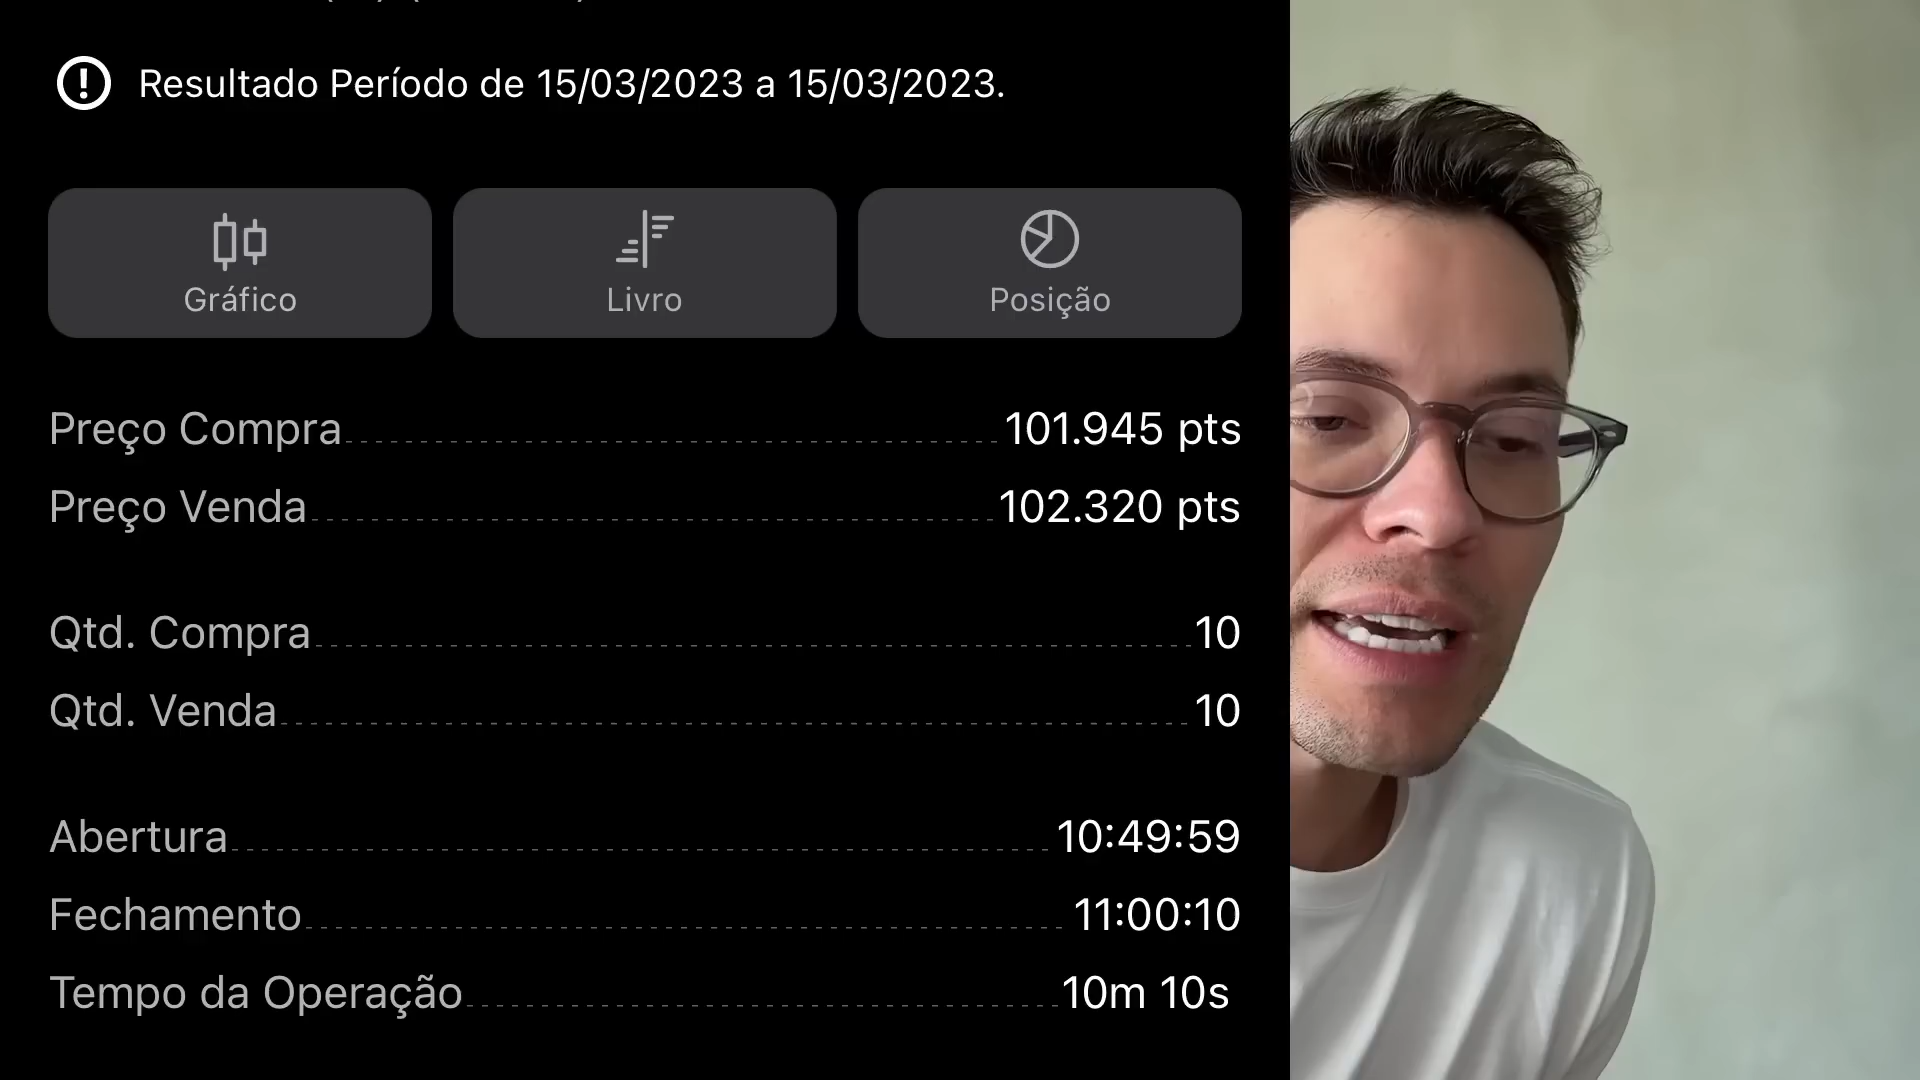 Resultado Período de 15/03/2023 a 15/03/2023.
Gráfico Livro Posição
Preço Compra 101.945 pts
Preço Venda 102.320 pts
Qtd. Compra 10
Qtd. Venda 10
Abertura 10:49:59
Fechamento 11:00:10
Tempo da Operação 10m 10s